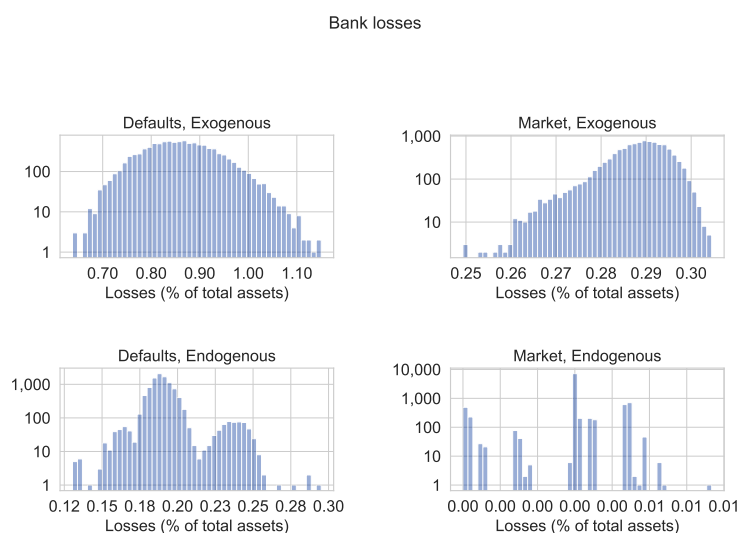 Bank losses
Defaults, Exogenous
100
10
1
0.70 0.80 0.90 1.00 1.10
Losses (% of total assets)
Market, Exogenous
1,000
100
10
0.25 0.26 0.27 0.28 0.29 0.30
Losses (% of total assets)
Defaults, Endogenous
1,000
100
10
1
0.12 0.15 0.18 0.20 0.23 0.25 0.28 0.30
Losses (% of total assets)
Market, Endogenous
10,000
1,000
100
10
1
0.00 0.00 0.00 0.00 0.00 0.01 0.01 0.01
Losses (% of total assets)